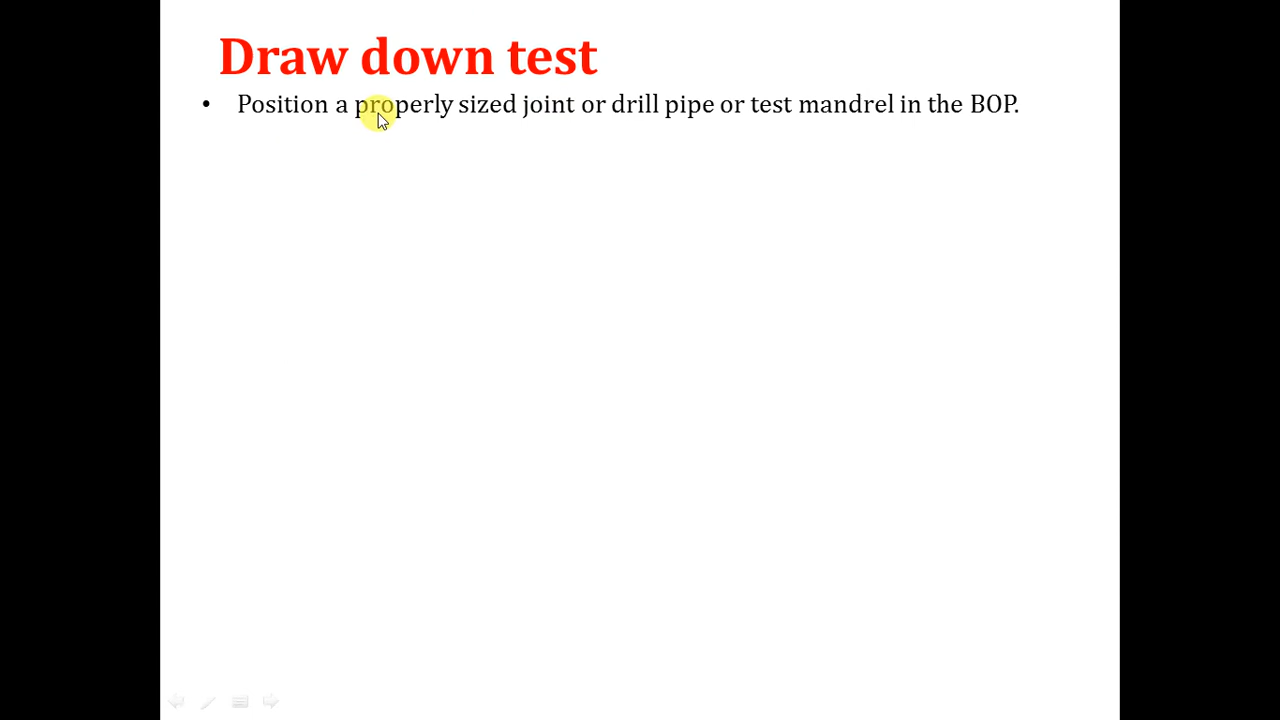 Draw down test
• Position a properly sized joint or drill pipe or test mandrel in the BOP.